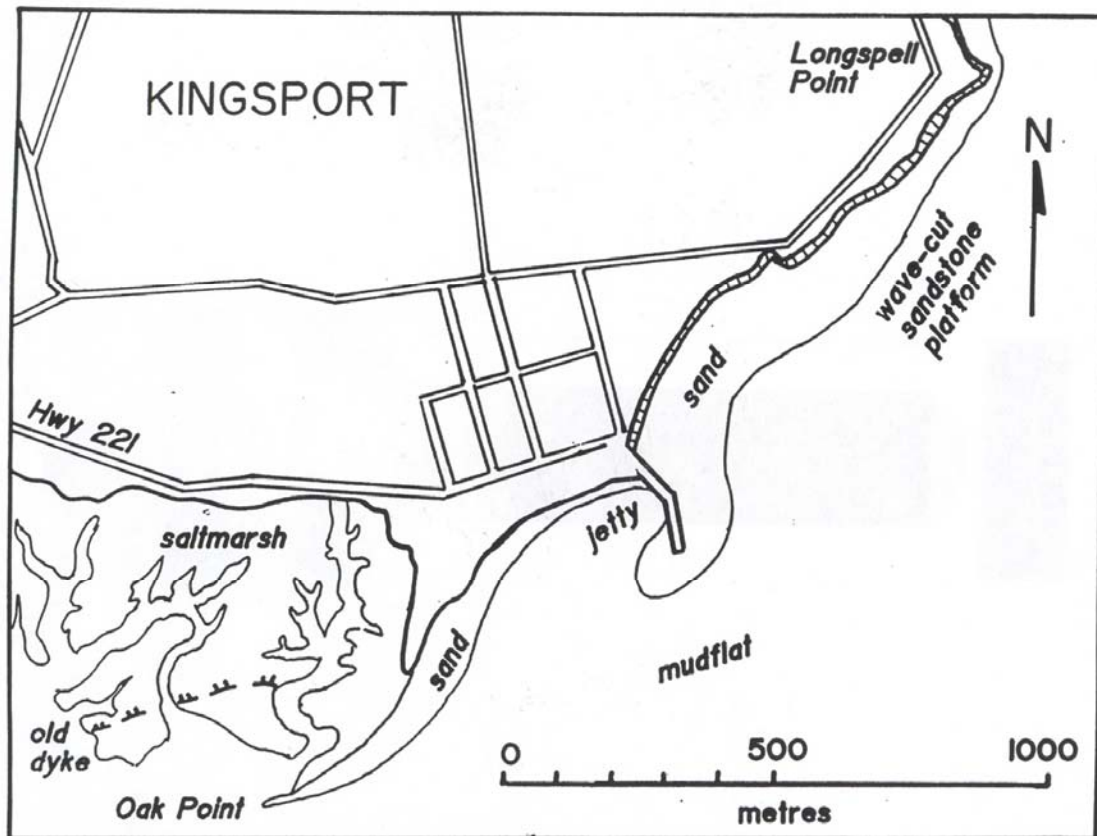 KINGSPORT
Longspell
Point
N
wave-cut
sandstone
platform
sand
Hwy 221
jetty
saltmarsh
sand
mudflat
old
dyke
Oak Point
0 500 1000
metres